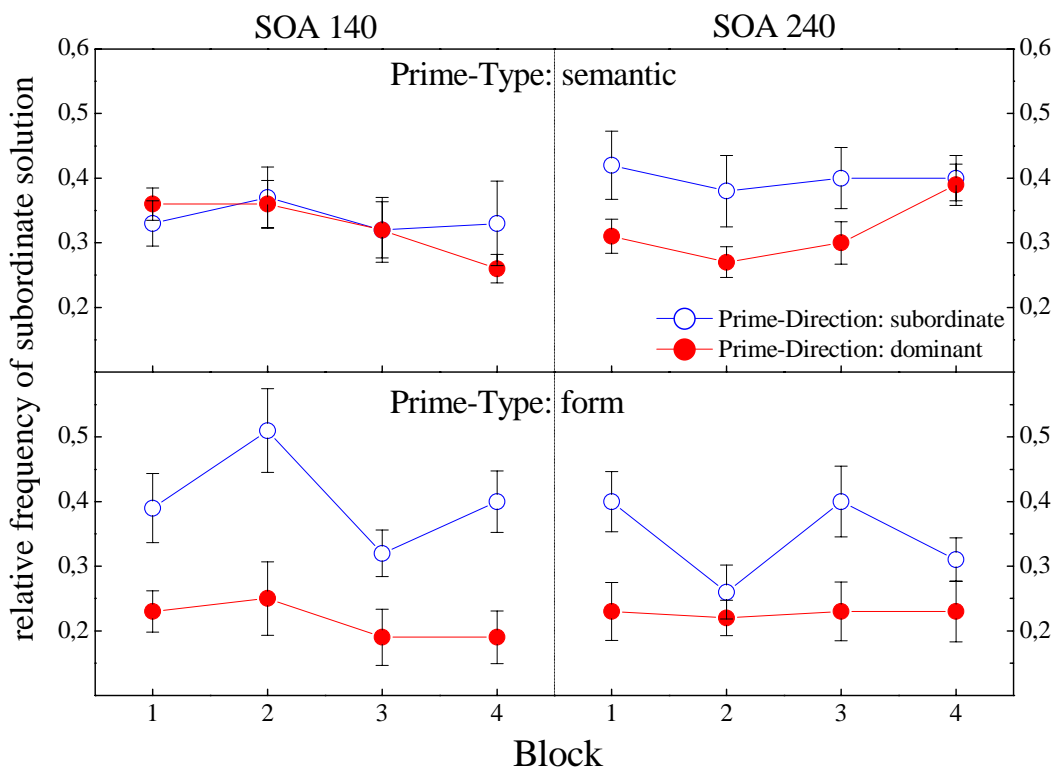 SOA 140
SOA 240
0,6
0,6
Prime-Type: semantic
0,5
0,5
0,4
0,4
0,3
0,3
0,2
0,2
Prime-Direction: subordinate
Prime-Direction: dominant
relative frequency of subordinate solution
Prime-Type: form
0,5
0,5
0,4
0,4
0,3
0,3
0,2
0,2
1 2 3 4 1 2 3 4
Block